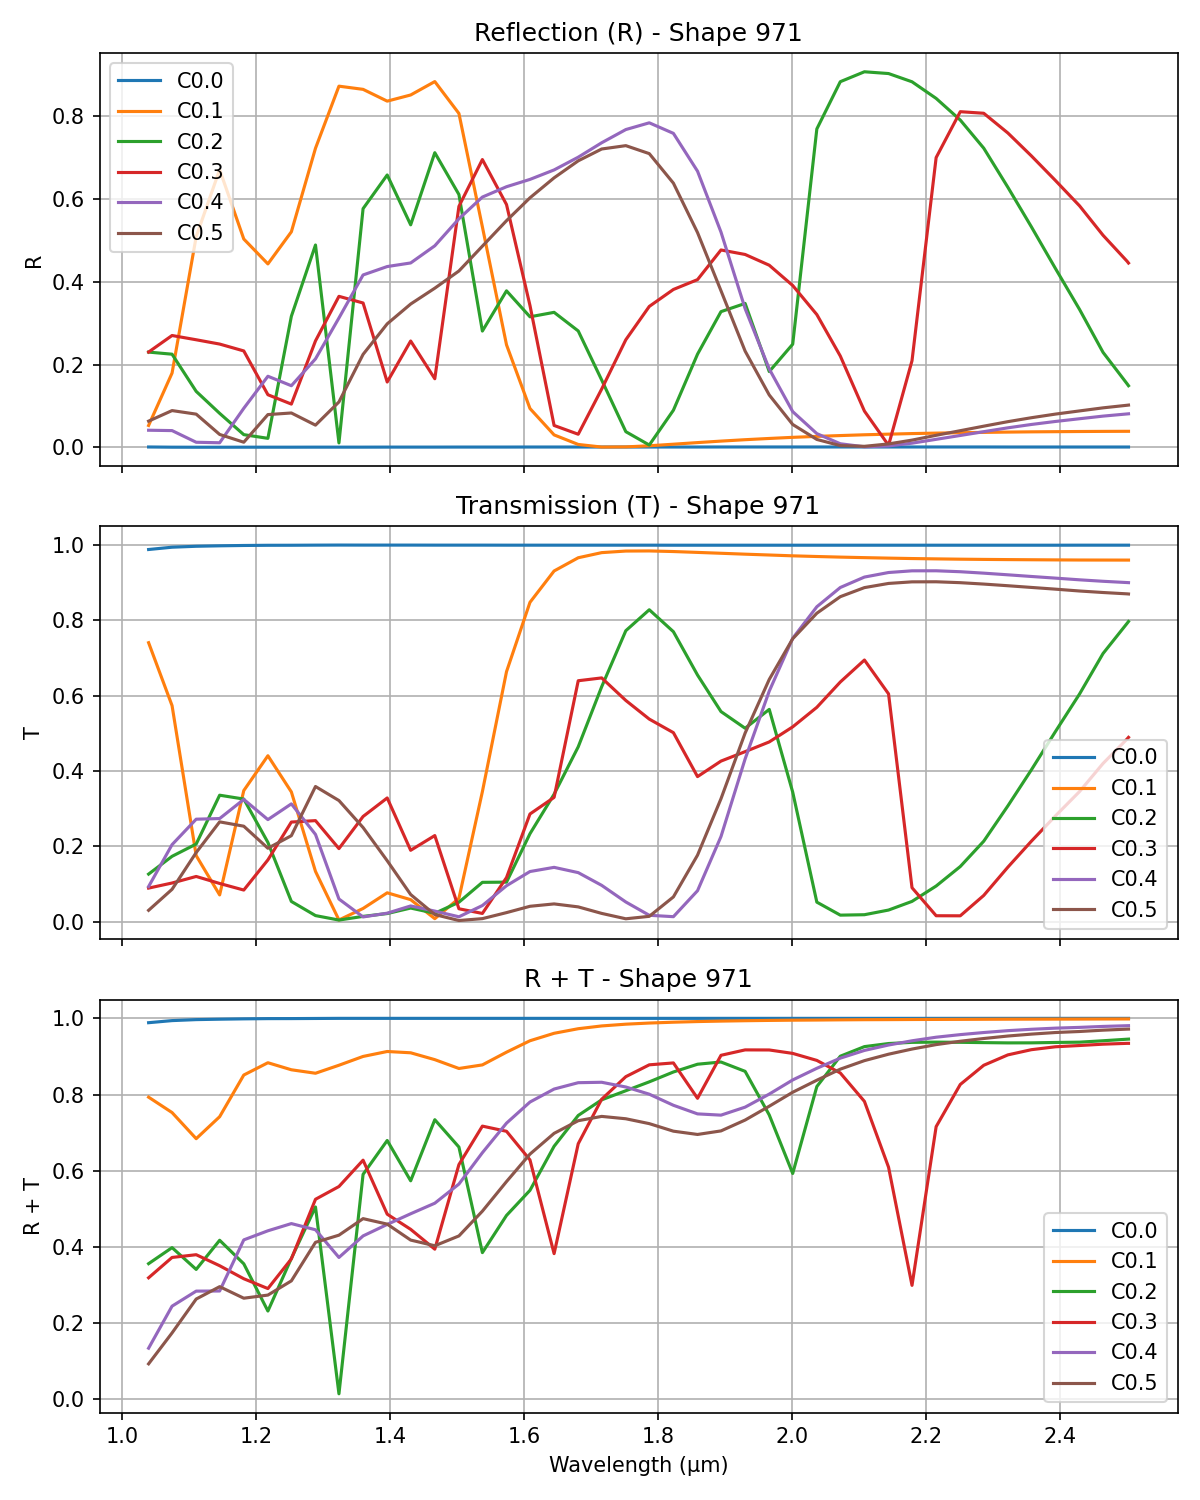 Reflection (R) - Shape 971
C0.0
C0.1
C0.2
C0.3
C0.4
C0.5
R
0.8
0.6
0.4
0.2
0.0
Transmission (T) - Shape 971
T
1.0
0.8
0.6
0.4
0.2
0.0
C0.0
C0.1
C0.2
C0.3
C0.4
C0.5
R + T - Shape 971
R + T
1.0
0.8
0.6
0.4
0.2
0.0
C0.0
C0.1
C0.2
C0.3
C0.4
C0.5
1.0 1.2 1.4 1.6 1.8 2.0 2.2 2.4
Wavelength (μm)